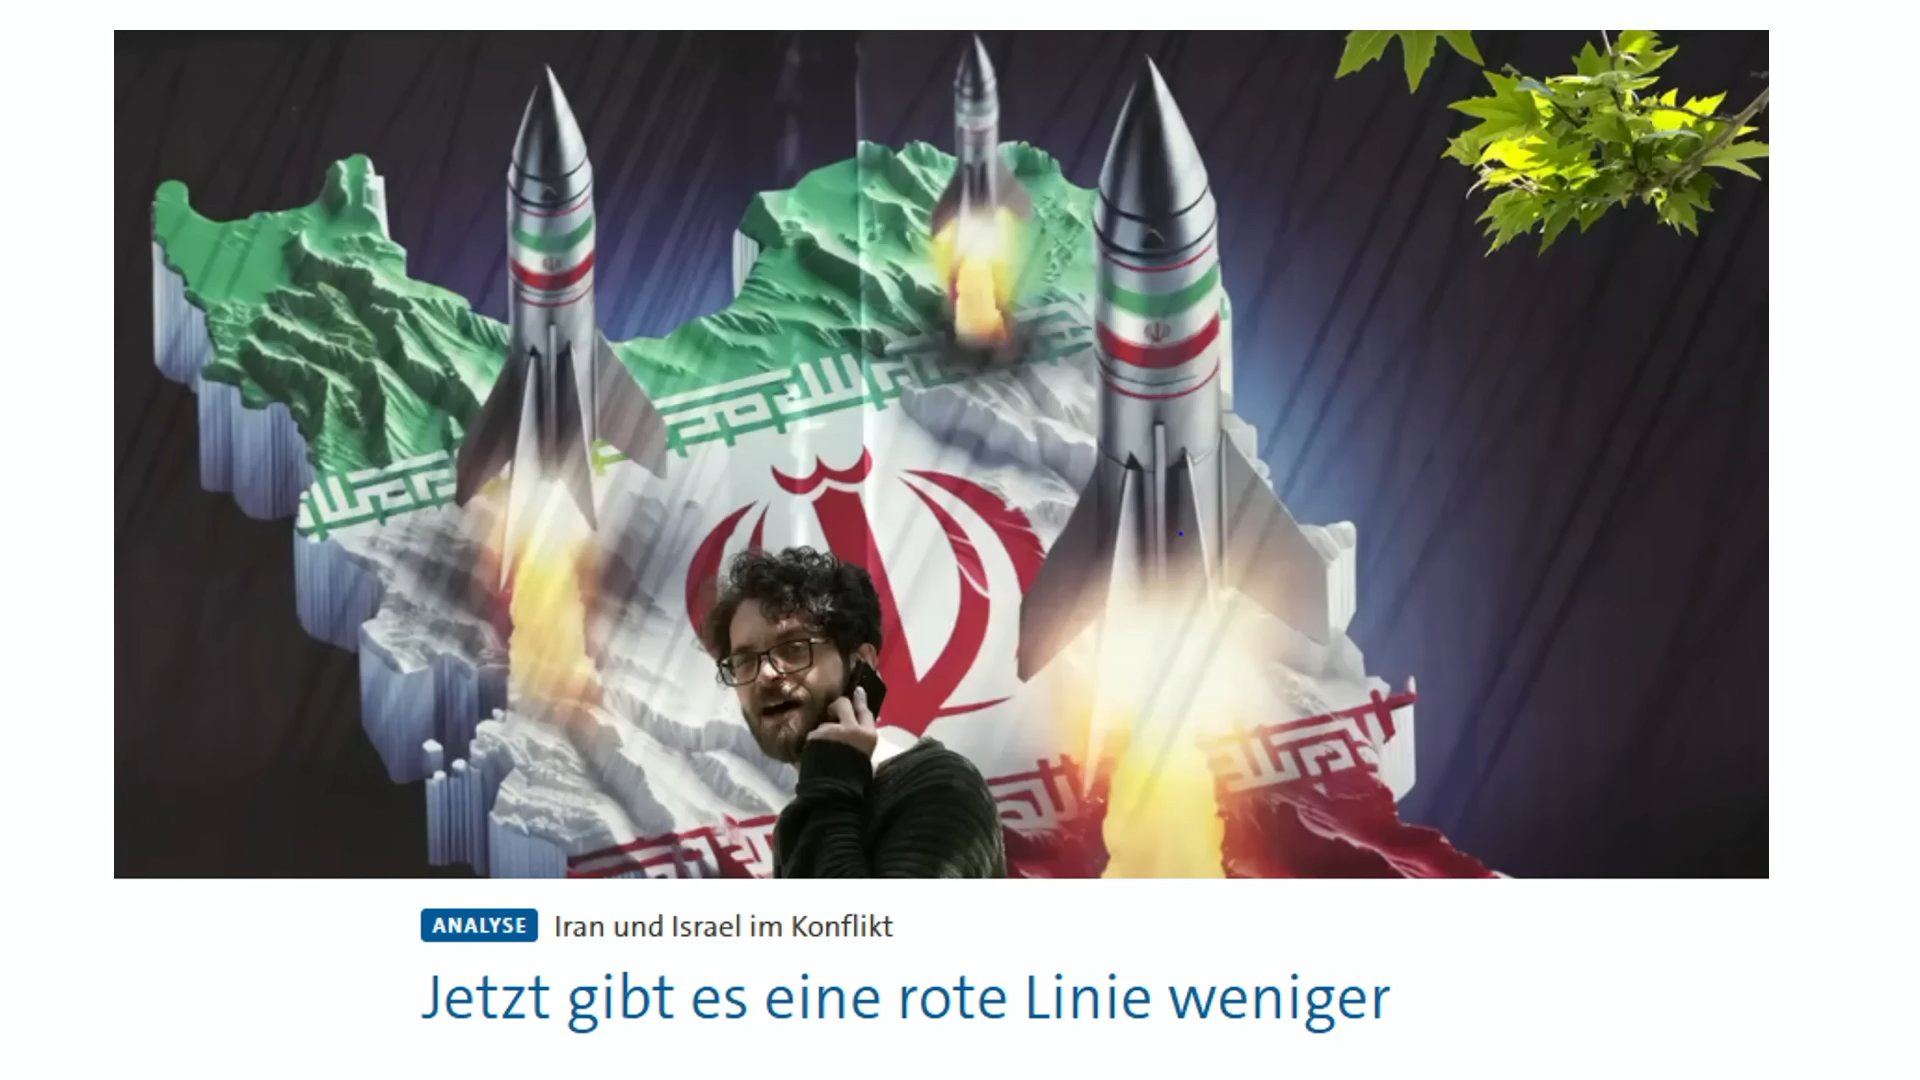 ANALYSE Iran und Israel im Konflikt
Jetzt gibt es eine rote Linie weniger